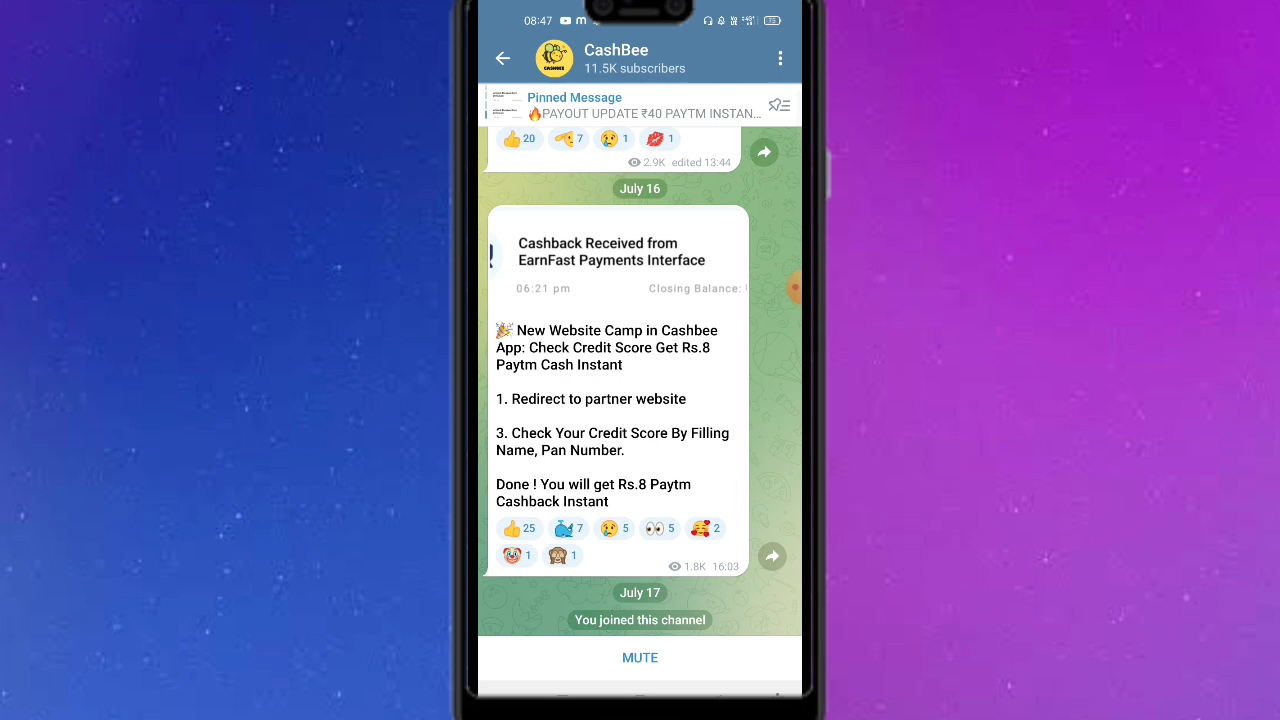 08:47
75
CashBee
11.5K subscribers
CASHBEE
Pinned Message
🔥PAYOUT UPDATE ₹40 PAYTM INSTAN...
👍20 🫡7 😢1 💋1
2.9K edited 13:44
July 16
Cashback Received from
EarnFast Payments Interface
06:21 pm Closing Balance:
🎉 New Website Camp in Cashbee
App: Check Credit Score Get Rs.8
Paytm Cash Instant
1. Redirect to partner website
3. Check Your Credit Score By Filling
Name, Pan Number.
Done ! You will get Rs.8 Paytm
Cashback Instant
👍25 🐳7 😢5 👀5 🥰2
🤡1 🙈1
1.8K 16:03
July 17
You joined this channel
MUTE